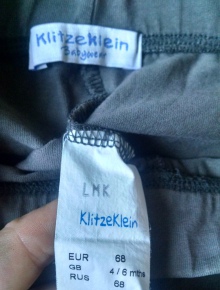 Klitzeklein
Babywear
LMK
Klitzeklein
EUR 68
GB 4/6 mths
RUS 68